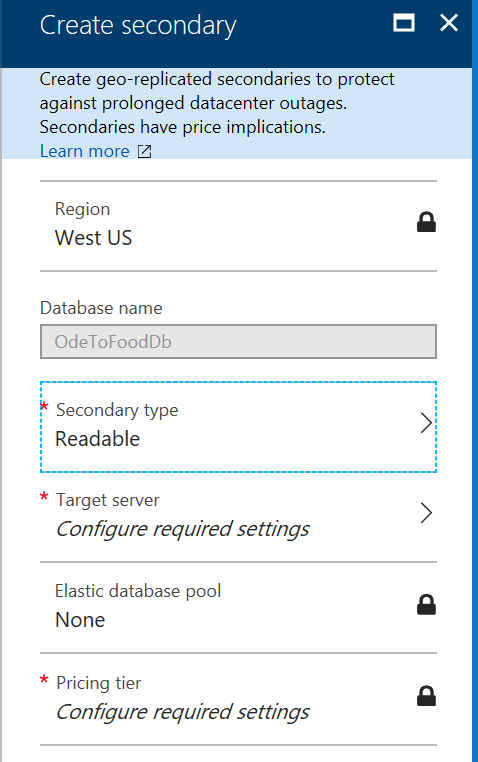 Create secondary
Create geo-replicated secondaries to protect
against prolonged datacenter outages.
Secondaries have price implications.
Learn more
Region
West US
Database name
OdeToFoodDb
* Secondary type
Readable
* Target server
Configure required settings
Elastic database pool
None
* Pricing tier
Configure required settings